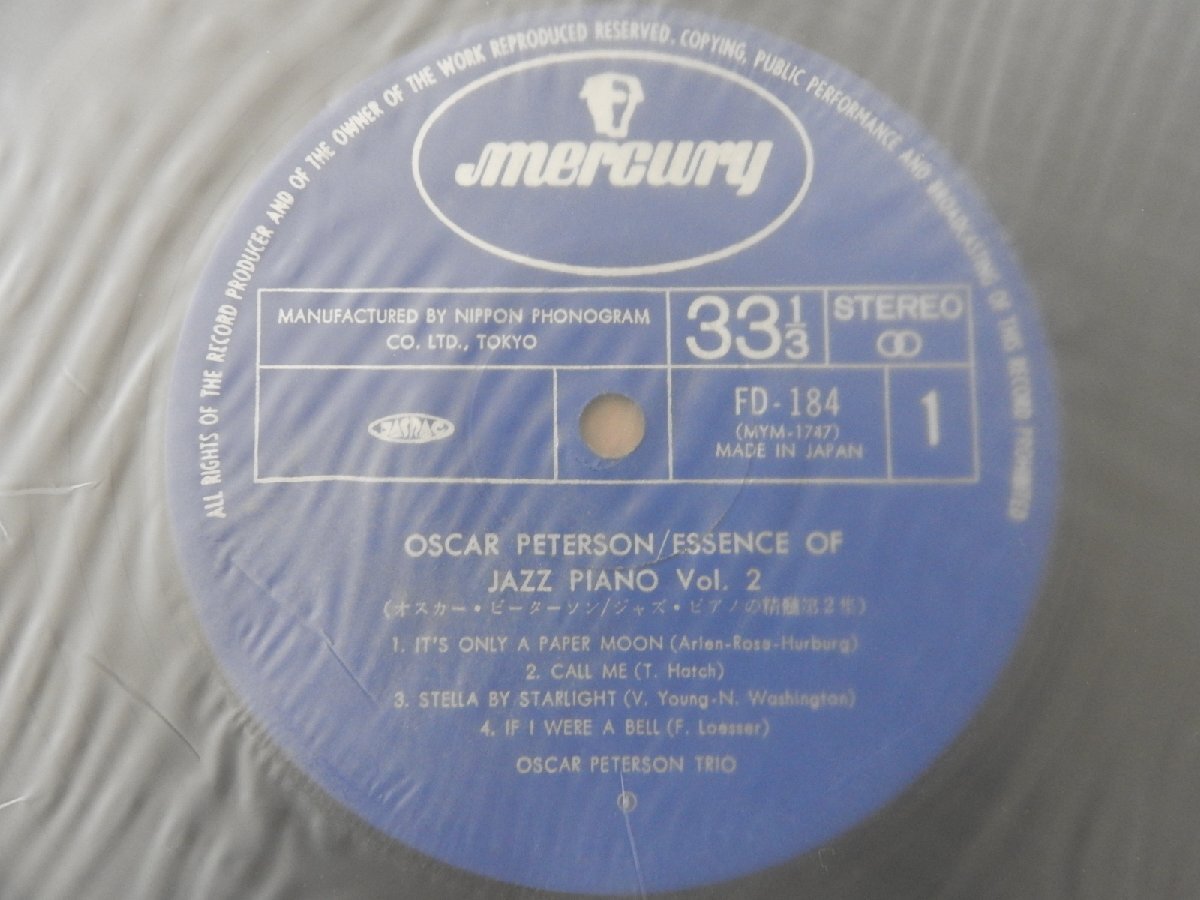 ALL RIGHTS OF THE RECORD PRODUCER AND OF THE OWNER OF THE WORK REPRODUCED RESERVED. COPYING, PUBLIC PERFORMANCE AND BROADCASTING OF THIS RECORD PROHIBITED
mercury
MANUFACTURED BY NIPPON PHONOGRAM
CO. LTD., TOKYO
33 1/3
STEREO
JASRAC
FD-184
(MYM-1747)
MADE IN JAPAN
1
OSCAR PETERSON/ESSENCE OF
JAZZ PIANO Vol. 2
(オスカー・ピーターソン/ジャズ・ピアノの精髄第2集)
1. IT'S ONLY A PAPER MOON (Arlen-Rose-Hurburg)
2. CALL ME (T. Hatch)
3. STELLA BY STARLIGHT (V. Young-N. Washington)
4. IF I WERE A BELL (F. Loesser)
OSCAR PETERSON TRIO